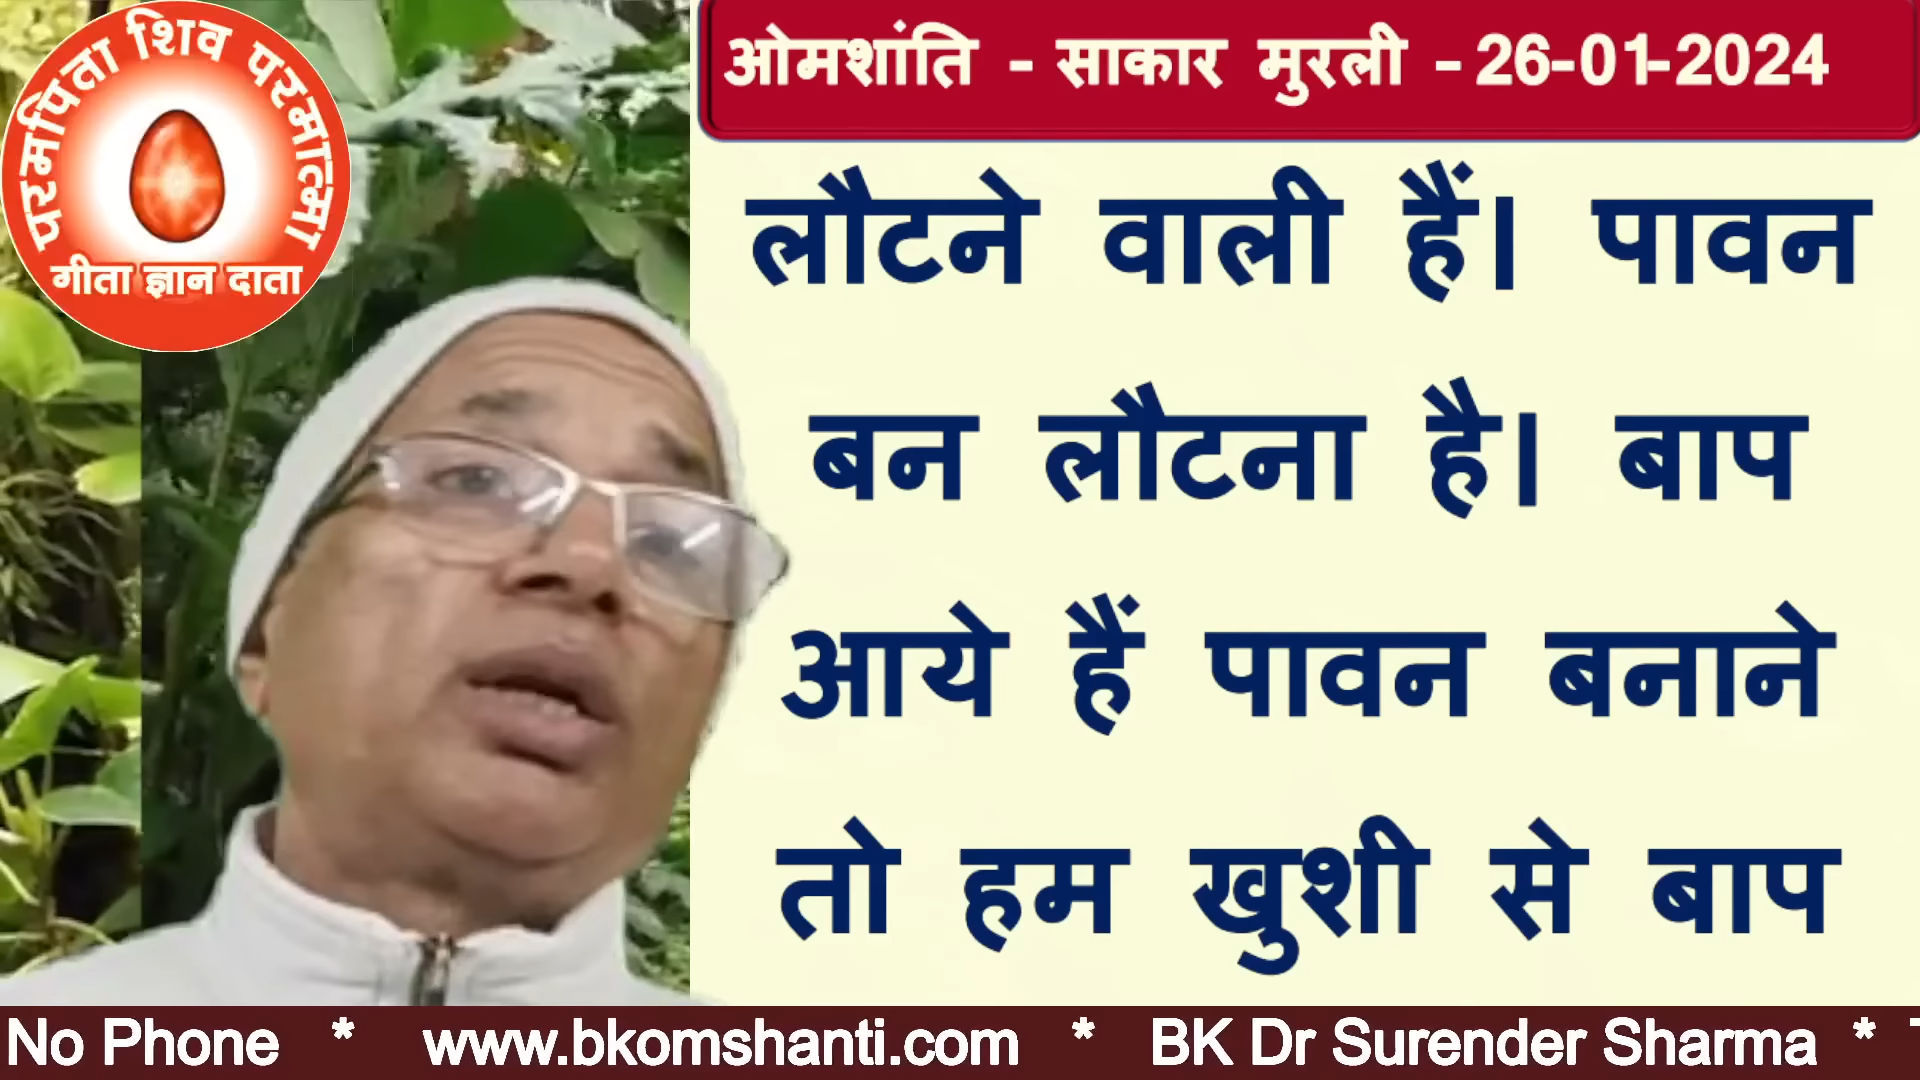 परमपिता शिव परमात्मा
गीता ज्ञान दाता
ओमशांति - साकार मुरली - 26-01-2024
लौटने वाली हैं। पावन
बन लौटना है। बाप
आये हैं पावन बनाने
तो हम खुशी से बाप
No Phone * www.bkomshanti.com * BK Dr Surender Sharma *